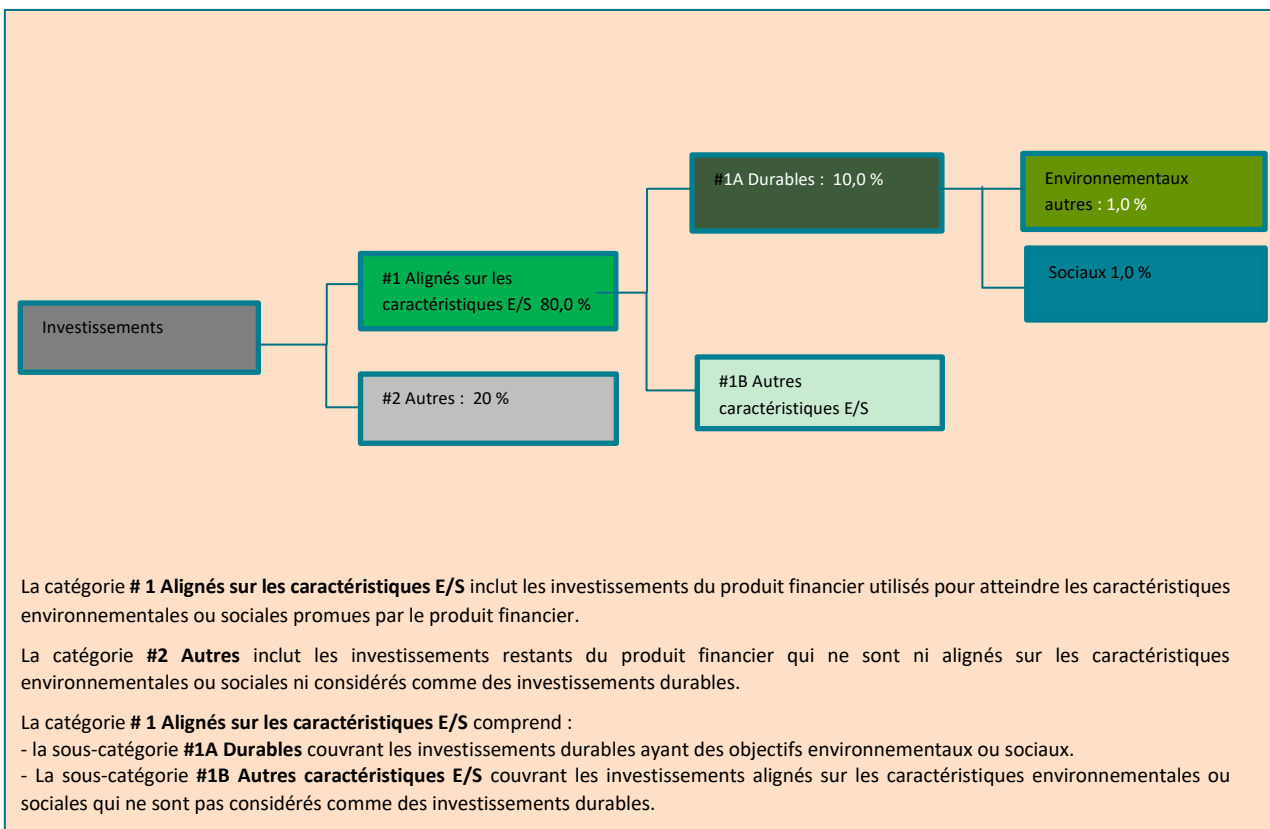 #1A Durables : 10,0 %
Environnementaux
autres : 1,0 %
#1 Alignés sur les
caractéristiques E/S 80,0 %
Sociaux 1,0 %
Investissements
#2 Autres : 20 %
#1B Autres
caractéristiques E/S
La catégorie # 1 Alignés sur les caractéristiques E/S inclut les investissements du produit financier utilisés pour atteindre les caractéristiques
environnementales ou sociales promues par le produit financier.
La catégorie #2 Autres inclut les investissements restants du produit financier qui ne sont ni alignés sur les caractéristiques
environnementales ou sociales ni considérés comme des investissements durables.
La catégorie # 1 Alignés sur les caractéristiques E/S comprend :
- la sous-catégorie #1A Durables couvrant les investissements durables ayant des objectifs environnementaux ou sociaux.
- La sous-catégorie #1B Autres caractéristiques E/S couvrant les investissements alignés sur les caractéristiques environnementales ou
sociales qui ne sont pas considérés comme des investissements durables.